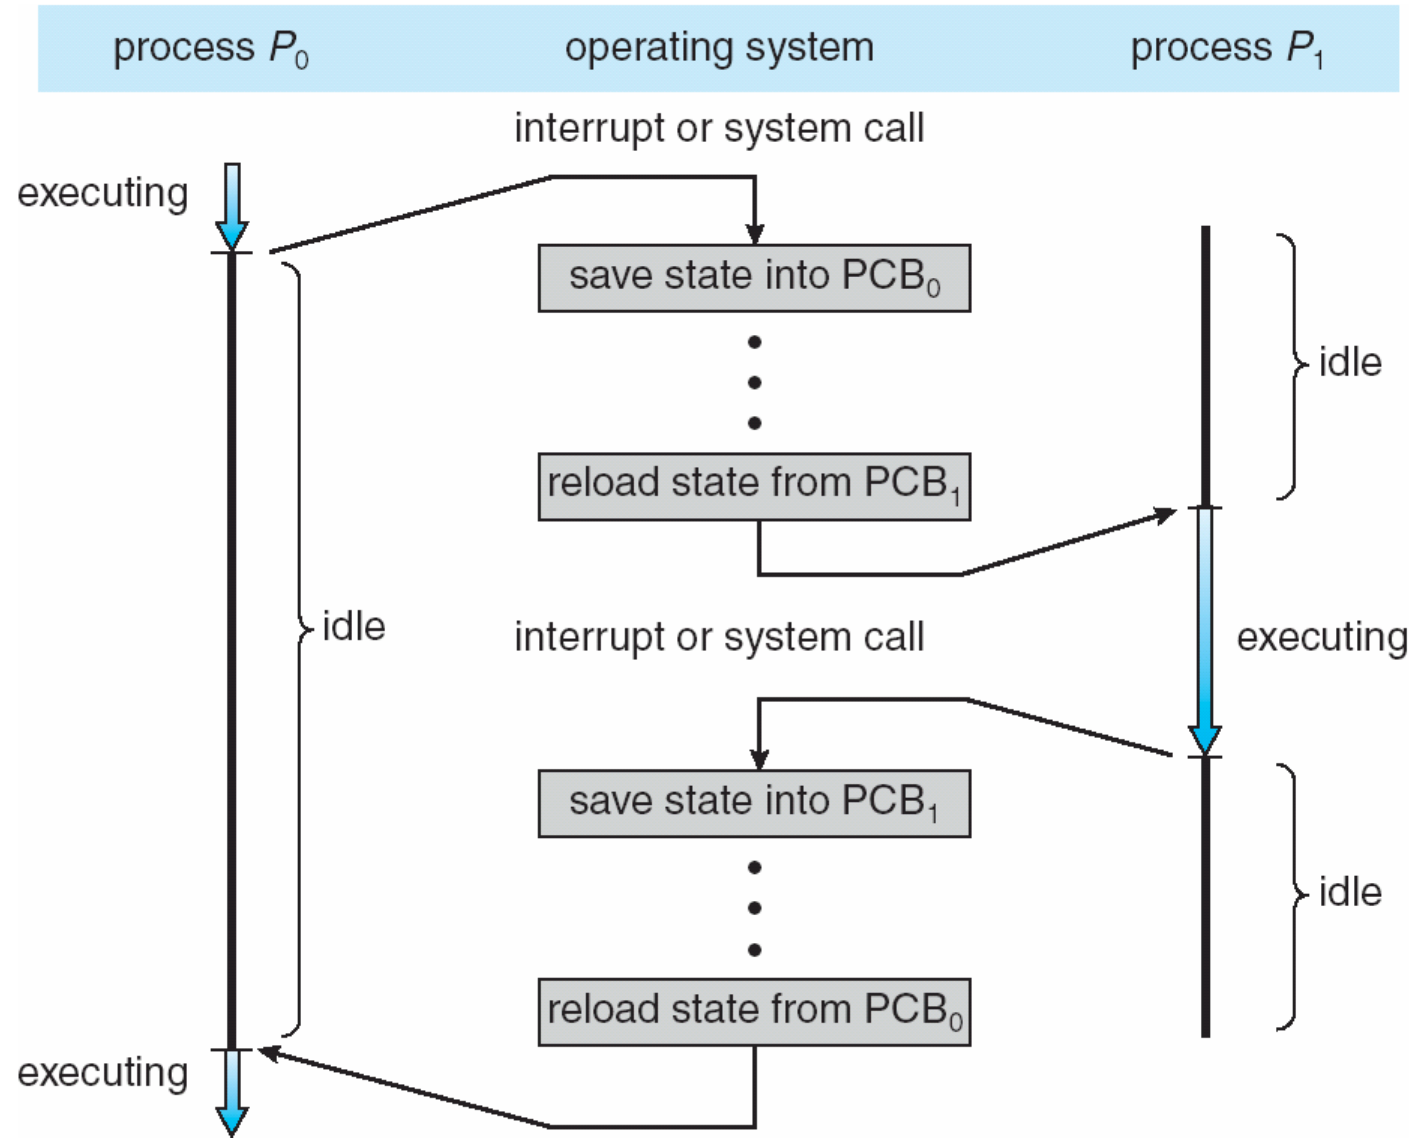 process P₀ operating system process P₁
interrupt or system call
executing
save state into PCB₀
idle
reload state from PCB₁
idle
interrupt or system call
executing
save state into PCB₁
idle
reload state from PCB₀
executing